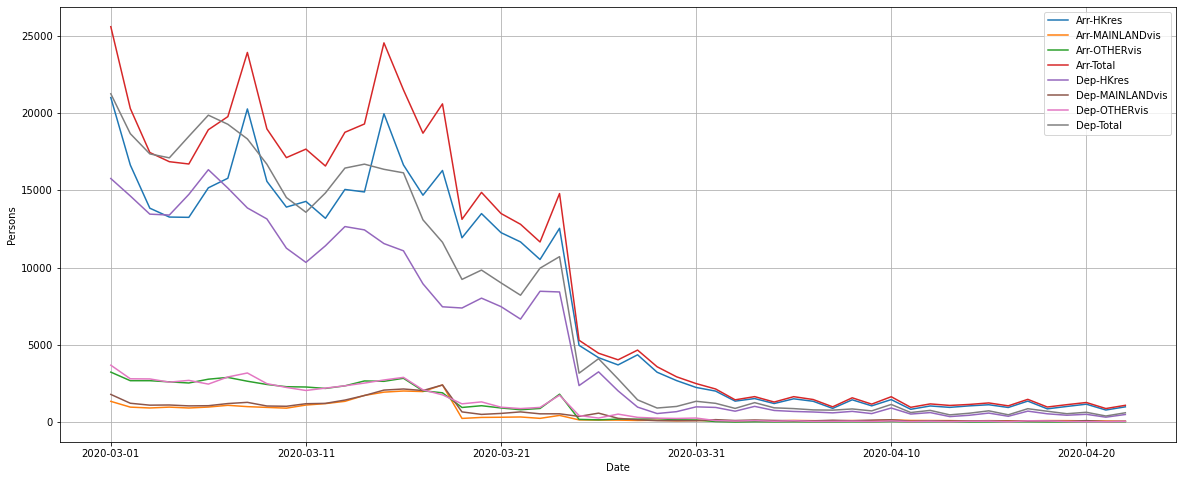 Arr-HKres
Arr-MAINLANDvis
Arr-OTHERvis
Arr-Total
Dep-HKres
Dep-MAINLANDvis
Dep-OTHERvis
Dep-Total
25000
20000
15000
10000
5000
0
Persons
2020-03-01 2020-03-11 2020-03-21 2020-03-31 2020-04-10 2020-04-20
Date